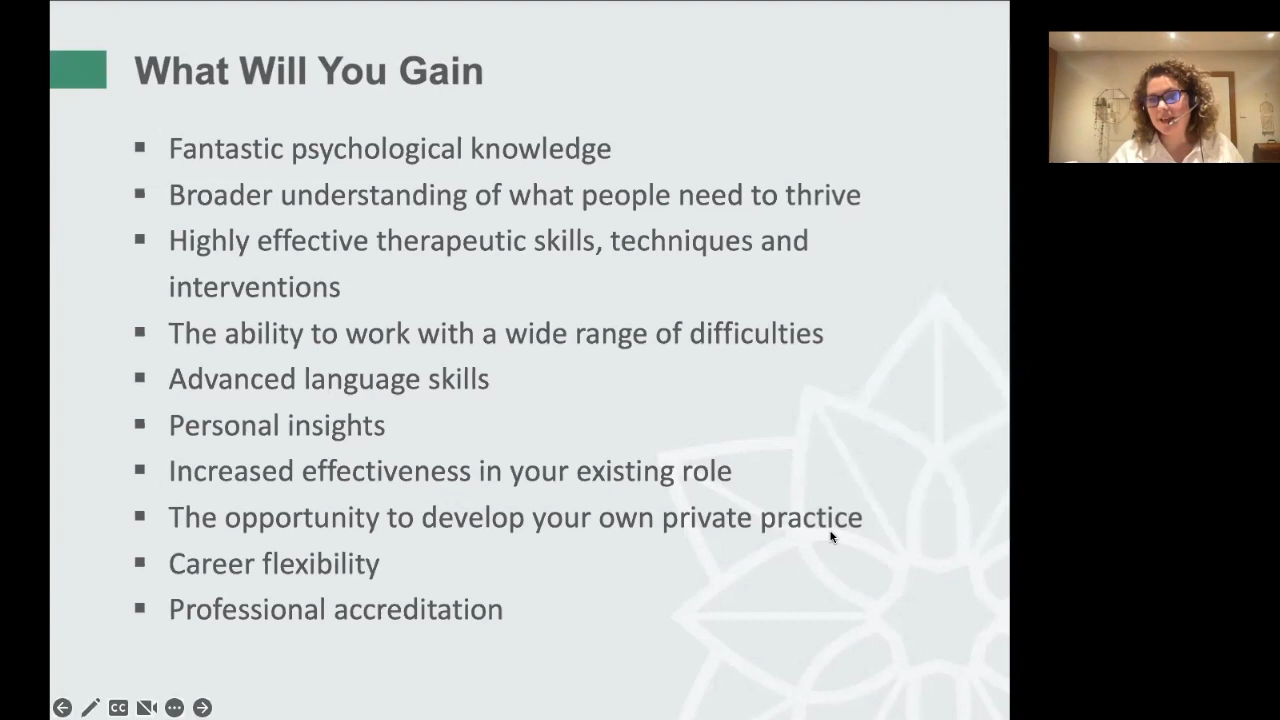 What Will You Gain
Fantastic psychological knowledge
Broader understanding of what people need to thrive
Highly effective therapeutic skills, techniques and
interventions
The ability to work with a wide range of difficulties
Advanced language skills
Personal insights
Increased effectiveness in your existing role
The opportunity to develop your own private practice
Career flexibility
Professional accreditation
CC